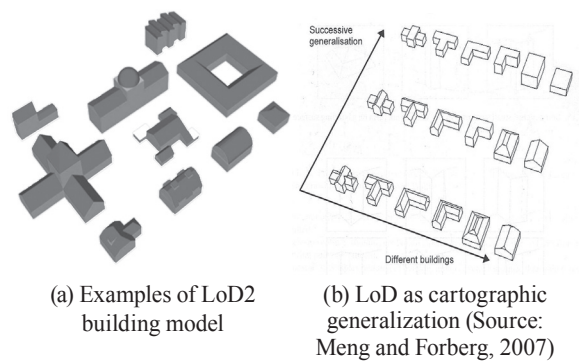 Successive
generalisation
Different buildings
(a) Examples of LoD2
building model
(b) LoD as cartographic
generalization (Source:
Meng and Forberg, 2007)